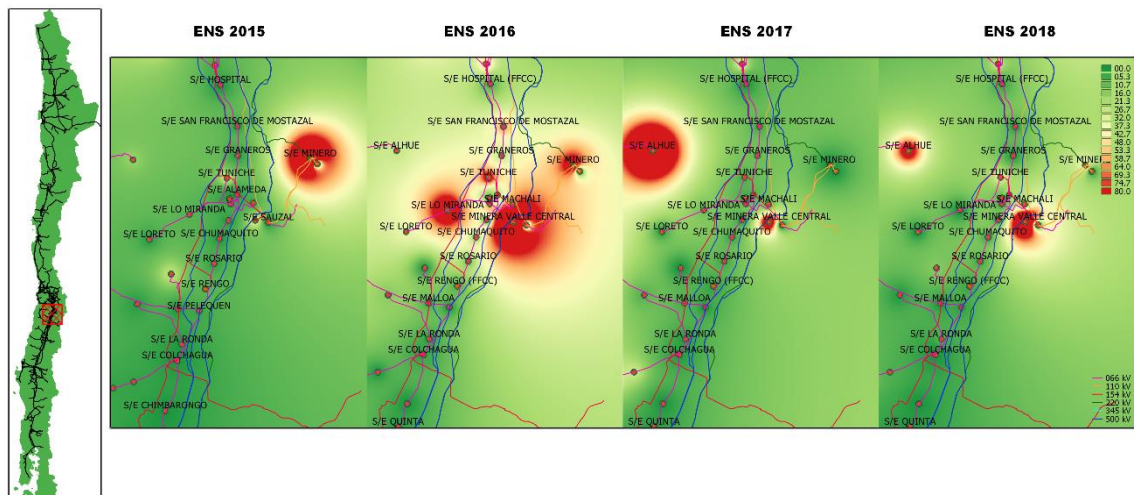 ENS 2015
ENS 2016
ENS 2017
ENS 2018
S/E HOSPITAL
S/E SAN FRANCISCO DE MOSTAZAL
S/E GRANEROS
S/E MINERO
S/E TUNICHE
S/E ALAMEDA
S/E LO MIRANDA
S/E SAUZAL
S/E LORETO
S/E CHUMAQUITO
S/E ROSARIO
S/E RENGO
S/E PELEQUEN
S/E LA RONDA
S/E COLCHAGUA
S/E CHIMBARONGO
S/E HOSPITAL (FFCC)
S/E SAN FRANCISCO DE MOSTAZAL
S/E ALHUE
S/E GRANEROS
S/E MINERO
S/E TUNICHE
S/E MACHALI
S/E LO MIRANDA
S/E MINERA VALLE CENTRAL
S/E LORETO
S/E CHUMAQUITO
S/E ROSARIO
S/E RENGO (FFCC)
S/E MALLOA
S/E LA RONDA
S/E COLCHAGUA
S/E QUINTA
S/E HOSPITAL (FFCC)
S/E SAN FRANCISCO DE MOSTAZAL
S/E ALHUE
S/E GRANEROS
S/E MINERO
S/E TUNICHE
S/E MACHALI
S/E LO MIRANDA
S/E MINERA VALLE CENTRAL
S/E LORETO
S/E CHUMAQUITO
S/E ROSARIO
S/E RENGO (FFCC)
S/E MALLOA
S/E LA RONDA
S/E COLCHAGUA
S/E QUINTA
S/E HOSPITAL (FFCC)
S/E SAN FRANCISCO DE MOSTAZAL
S/E ALHUE
S/E GRANEROS
S/E MINERO
S/E TUNICHE
S/E MACHALI
S/E LO MIRANDA
S/E MINERA VALLE CENTRAL
S/E LORETO
S/E CHUMAQUITO
S/E ROSARIO
S/E RENGO (FFCC)
S/E MALLOA
S/E LA RONDA
S/E COLCHAGUA
S/E QUINTA
00.0
05.3
10.7
16.0
21.3
26.7
32.0
37.3
42.7
48.0
53.3
58.7
64.0
69.3
74.7
80.0
066 kV
110 kV
154 kV
220 kV
345 kV
500 kV